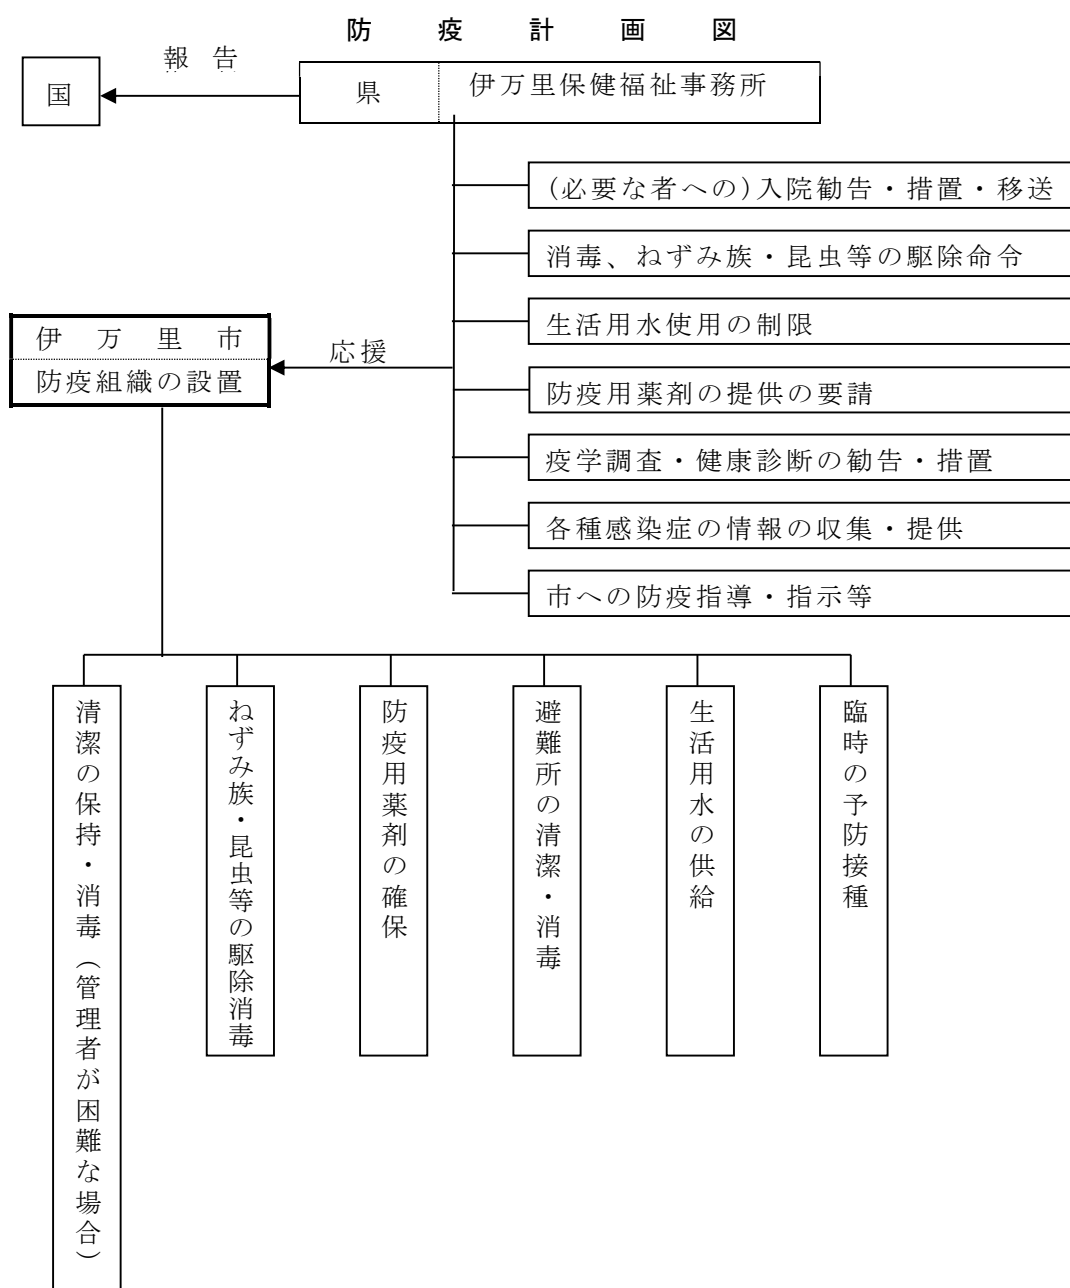 防疫計画図
報告
国
県
伊万里保健福祉事務所
(必要な者への)入院勧告・措置・移送
消毒、ねずみ族・昆虫等の駆除命令
生活用水使用の制限
伊万里市
防疫組織の設置
応援
防疫用薬剤の提供の要請
疫学調査・健康診断の勧告・措置
各種感染症の情報の収集・提供
市への防疫指導・指示等
清潔の保持・消毒(管理者が困難な場合)
ねずみ族・昆虫等の駆除消毒
防疫用薬剤の確保
避難所の清潔・消毒
生活用水の供給
臨時の予防接種